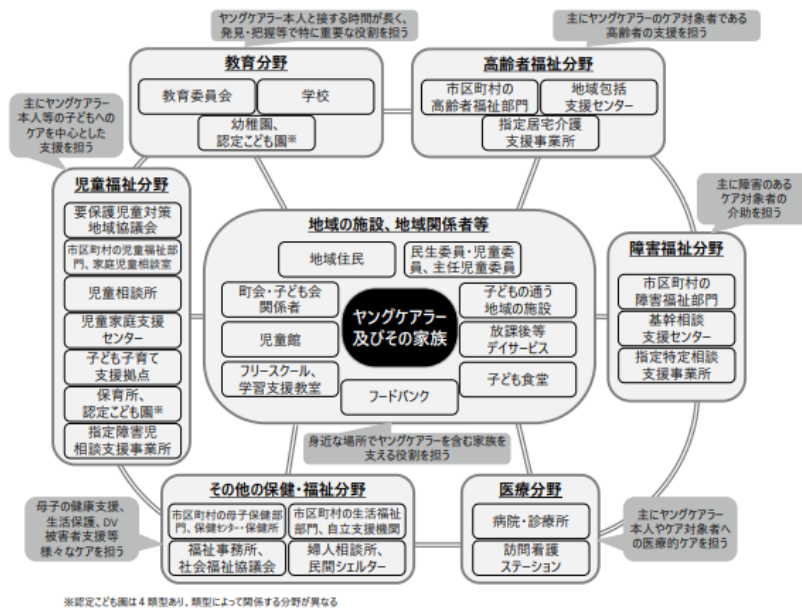 ヤングケアラー本人と接する時間が長く、
発見・把握等で特に重要な役割を担う
教育分野
教育委員会
学校
幼稚園、
認定こども園※
主にヤングケアラーのケア対象者である
高齢者の支援を担う
高齢者福祉分野
市区町村の
高齢者福祉部門
地域包括
支援センター
指定居宅介護
支援事業所
主にヤングケアラー
本人等の子どもへの
ケアを中心とした
支援を担う
児童福祉分野
要保護児童対策
地域協議会
市区町村の児童福祉部
門、家庭児童相談室
児童相談所
児童家庭支援
センター
子ども子育て
支援拠点
保育所、
認定こども園※
指定障害児
相談支援事業所
地域の施設、地域関係者等
地域住民
民生委員・児童委
員、主任児童委員
町会・子ども会
関係者
児童館
フリースクール、
学習支援教室
ヤングケアラー
及びその家族
子どもの通う
地域の施設
放課後等
デイサービス
子ども食堂
フードバンク
身近な場所でヤングケアラーを含む家族を
支える役割を担う
主に障害のある
ケア対象者の
介助を担う
障害福祉分野
市区町村の
障害福祉部門
基幹相談
支援センター
指定特定相談
支援事業所
その他の保健・福祉分野
市区町村の母子保健部
門、保健センター・保健所
市区町村の生活福祉
部門、自立支援機関
福祉事務所、
社会福祉協議会
婦人相談所、
民間シェルター
母子の健康支援、
生活保護、DV
被害者支援等
様々なケアを担う
医療分野
病院・診療所
訪問看護
ステーション
主にヤングケアラー
本人やケア対象者へ
の医療的ケアを担う
※認定こども園は4類型あり、類型によって関係する分野が異なる